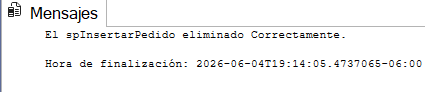 Mensajes
El spInsertarPedido eliminado Correctamente.
Hora de finalización: 2026-06-04T19:14:05.4737065-06:00